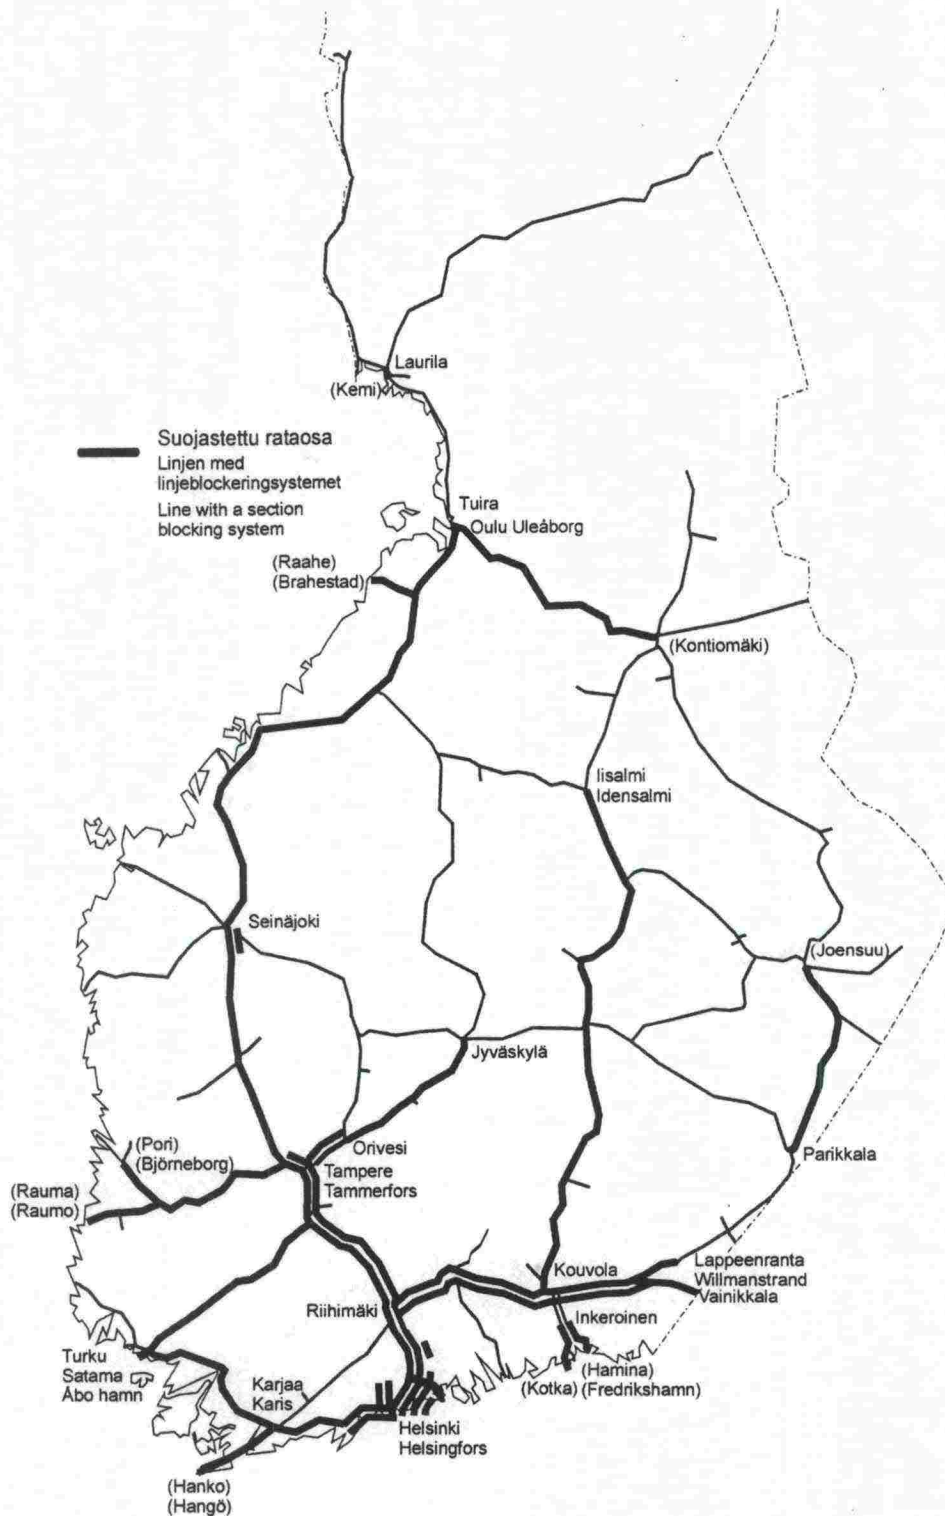 Laurila
(Kemi)
Suojastettu rataosa
Linjen med
linjeblockeringsystemet
Line with a section
blocking system
Tuira
Oulu Uleåborg
(Raahe)
(Brahestad)
(Kontiomäki)
Iisalmi
Idensalmi
Seinäjoki
(Joensuu)
Jyväskylä
(Pori)
(Björneborg)
Orivesi
Parikkala
Tampere
Tammerfors
(Rauma)
(Raumo)
Lappeenranta
Willmanstrand
Vainikkala
Kouvola
Riihimäki
Inkeroinen
Turku
Satama
Åbo hamn
(Hamina)
(Kotka) (Fredrikshamn)
Karjaa
Karis
Helsinki
Helsingfors
(Hanko)
(Hangö)